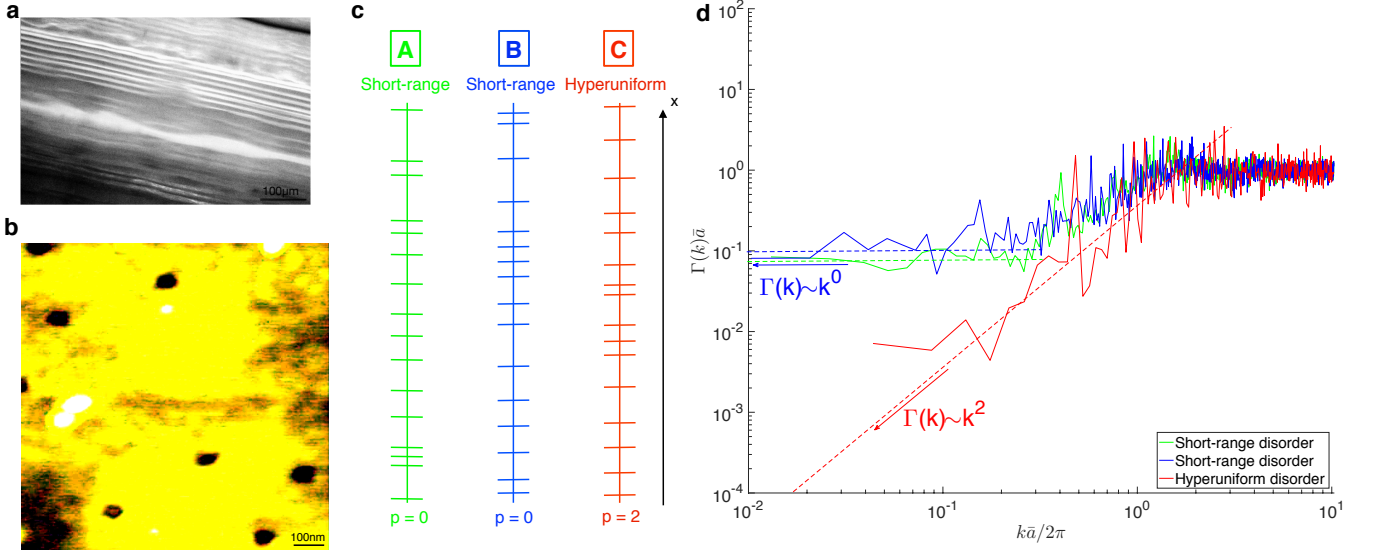 a
100µm
b
100nm
c
A
B
C
Short-range
Short-range
Hyperuniform
x
p = 0
p = 0
p = 2
d
10^2
10^1
10^0
10^-1
10^-2
10^-3
10^-4
Γ(k)ā
Γ(k)~k^0
Γ(k)~k^2
Short-range disorder
Short-range disorder
Hyperuniform disorder
10^-2
10^-1
10^0
10^1
kā/2π